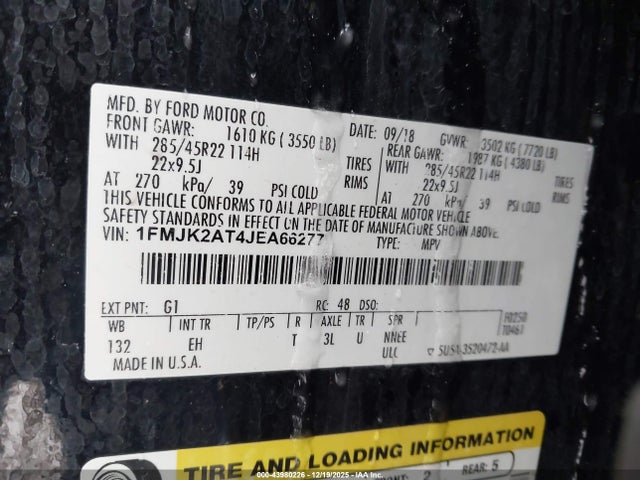 MFD. BY FORD MOTOR CO.
DATE: 09/18 GVWR: 3502 KG (7720 LB)
FRONT GAWR: 1610 KG (3550 LB) REAR GAWR: 1987 KG (4380 LB)
WITH 285/45R22 114H TIRES WITH 285/45R22 114H TIRES
22x9.5J RIMS 22x9.5J RIMS
AT 270 kPa/ 39 PSI COLD AT 270 kPa/ 39 PSI COLD
THIS VEHICLE CONFORMS TO ALL APPLICABLE FEDERAL MOTOR VEHICLE
SAFETY STANDARDS IN EFFECT ON THE DATE OF MANUFACTURE SHOWN ABOVE.
VIN: 1FMJK2AT4JEA66277 TYPE: MPV
EXT PNT: G1 RC: 48 DSO:
WB INT TR TP/PS R AXLE TR SPR
132 EH T 3L U NNEE
ULC
MADE IN U.S.A.
TIRE AND LOADING INFORMATION
2 REAR: 5
000-43980226 - 12/19/2025 - IAAI.COM